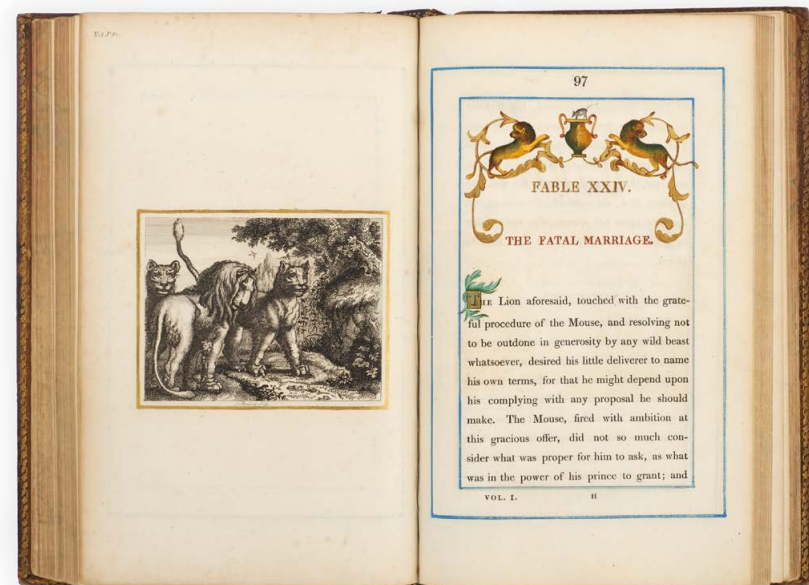 97
FABLE XXIV.
THE FATAL MARRIAGE.
THE Lion aforesaid, touched with the grate-
ful procedure of the Mouse, and resolving not
to be outdone in generosity by any wild beast
whatsoever, desired his little deliverer to name
his own terms, for that he might depend upon
his complying with any proposal he should
make. The Mouse, fired with ambition at
this gracious offer, did not so much con-
sider what was proper for him to ask, as what
was in the power of his prince to grant; and
VOL. I. H